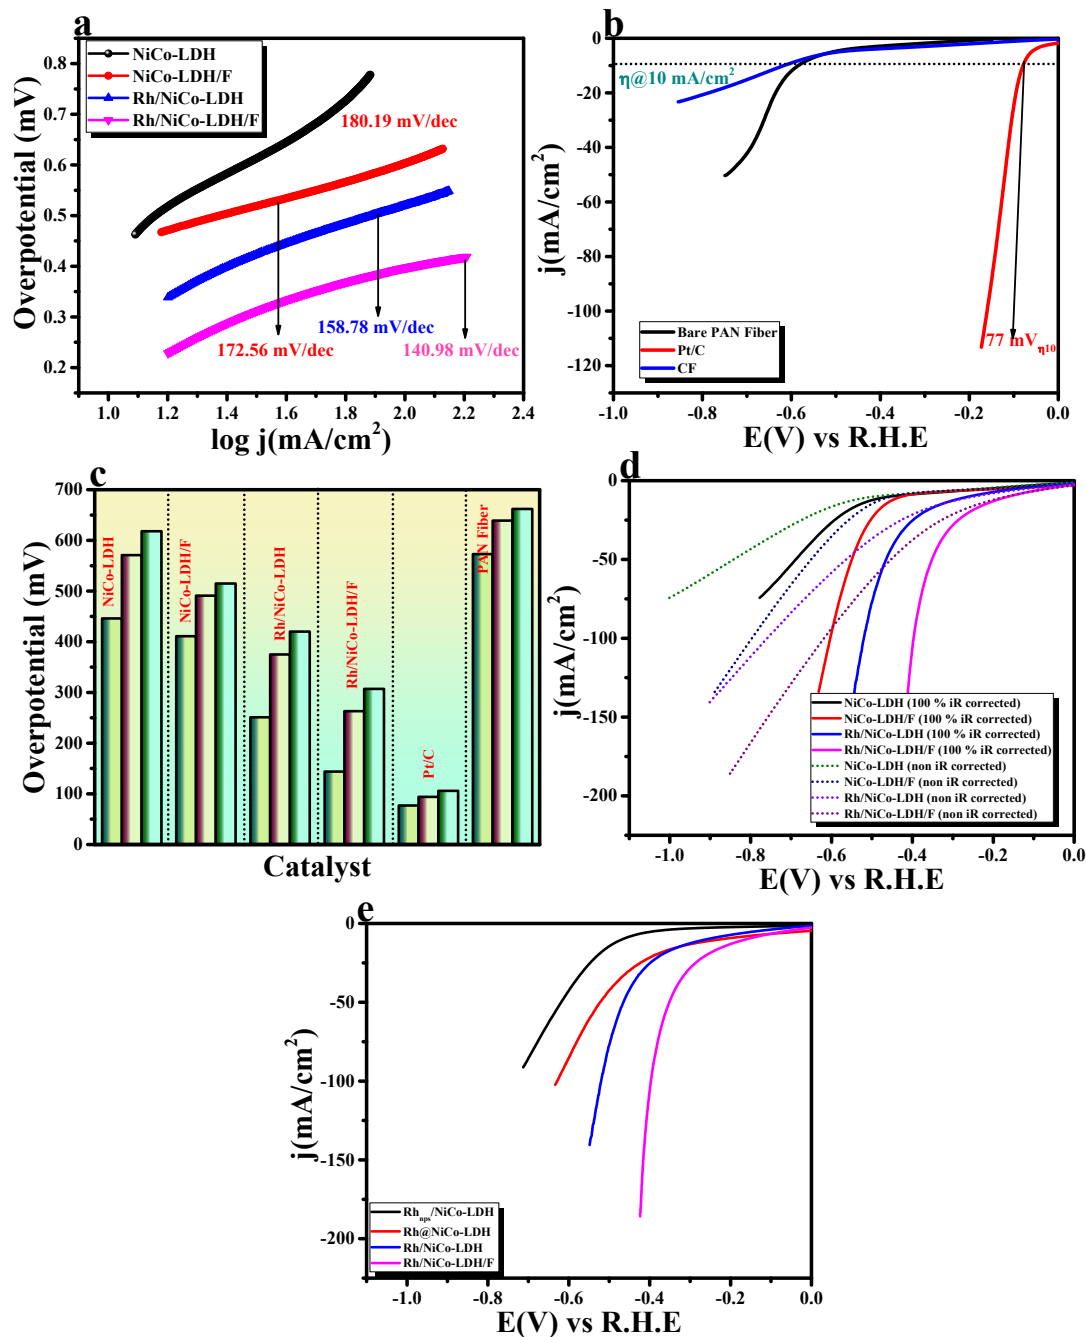 a
NiCo-LDH
NiCo-LDH/F
Rh/NiCo-LDH
Rh/NiCo-LDH/F
180.19 mV/dec
172.56 mV/dec
158.78 mV/dec
140.98 mV/dec
Overpotential (mV)
0.8
0.7
0.6
0.5
0.4
0.3
0.2
1.0 1.2 1.4 1.6 1.8 2.0 2.2 2.4
log j(mA/cm²)
b
η@10 mA/cm²
Bare PAN Fiber
Pt/C
CF
77 mVη10
j(mA/cm²)
0
-20
-40
-60
-80
-100
-120
-1.0 -0.8 -0.6 -0.4 -0.2 0.0
E(V) vs R.H.E
c
NiCo-LDH
NiCo-LDH/F
Rh/NiCo-LDH
Rh/NiCo-LDH/F
Pt/C
PAN Fiber
Overpotential (mV)
700
600
500
400
300
200
100
0
Catalyst
d
NiCo-LDH (100 % iR corrected)
NiCo-LDH/F (100 % iR corrected)
Rh/NiCo-LDH (100 % iR corrected)
Rh/NiCo-LDH/F (100 % iR corrected)
NiCo-LDH (non iR corrected)
NiCo-LDH/F (non iR corrected)
Rh/NiCo-LDH (non iR corrected)
Rh/NiCo-LDH/F (non iR corrected)
j(mA/cm²)
0
-50
-100
-150
-200
-1.0 -0.8 -0.6 -0.4 -0.2 0.0
E(V) vs R.H.E
e
Rhnps/NiCo-LDH
Rh@NiCo-LDH
Rh/NiCo-LDH
Rh/NiCo-LDH/F
j(mA/cm²)
0
-50
-100
-150
-200
-1.0 -0.8 -0.6 -0.4 -0.2 0.0
E(V) vs R.H.E